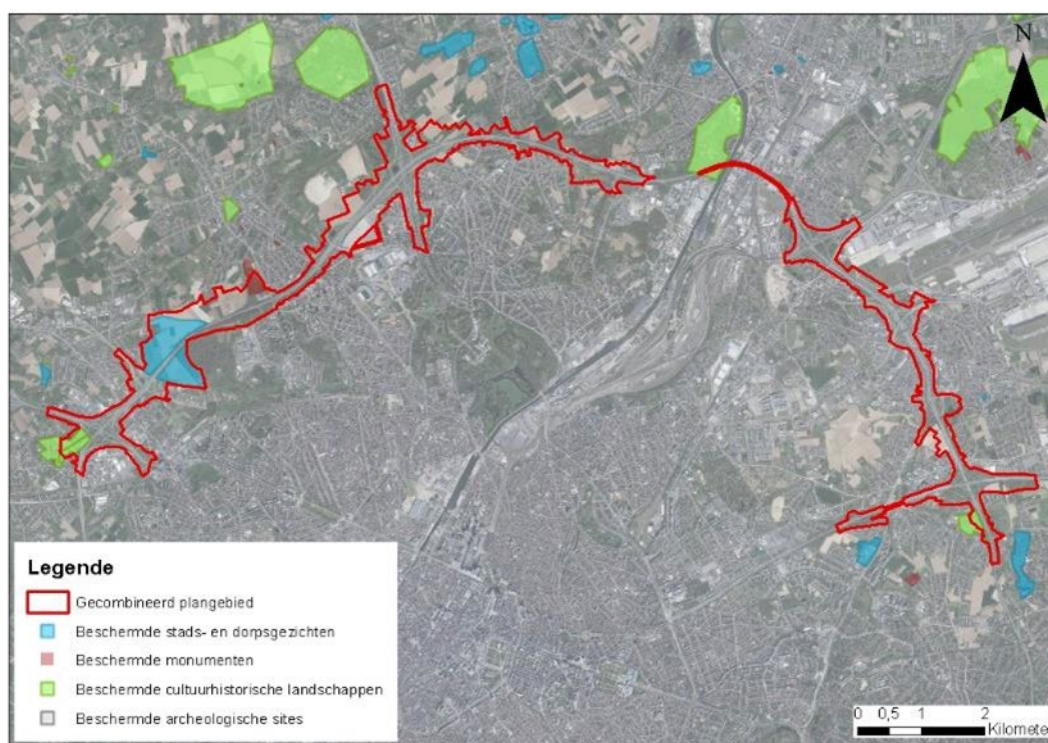 N
Legende
Gecombineerd plangebied
Beschermde stads- en dorpsgezichten
Beschermde monumenten
Beschermde cultuurhistorische landschappen
Beschermde archeologische sites
0 0,5 1 2
Kilomete